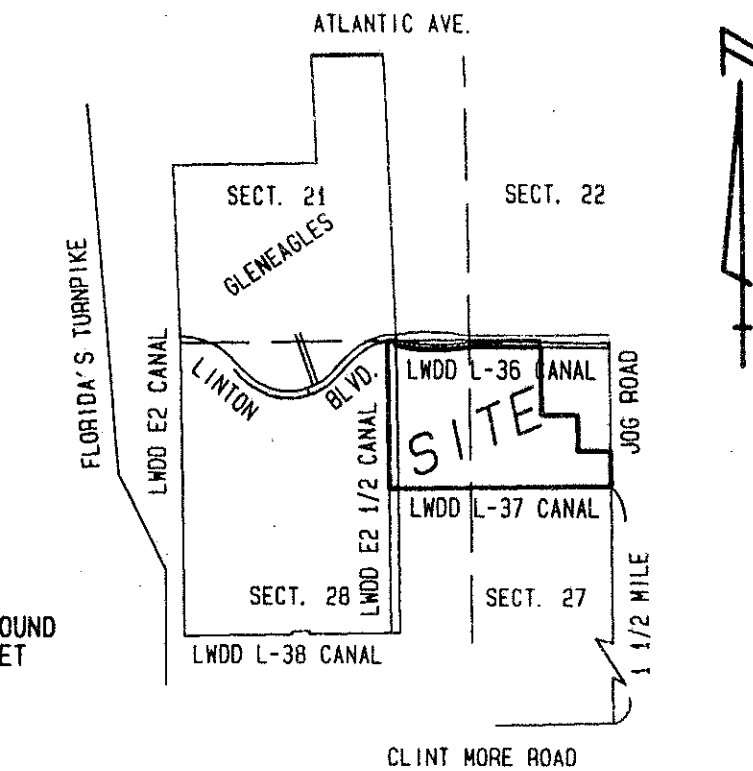 ATLANTIC AVE.
SECT. 21
SECT. 22
GLENEAGLES
FLORIDA'S TURNPIKE
LWDD E2 CANAL
LINTON
BLVD.
LWDD L-36 CANAL
JOG ROAD
SITE
LWDD E2 1/2 CANAL
LWDD L-37 CANAL
SECT. 28
SECT. 27
1 1/2 MILE
OUND
ET
LWDD L-38 CANAL
CLINT MORE ROAD